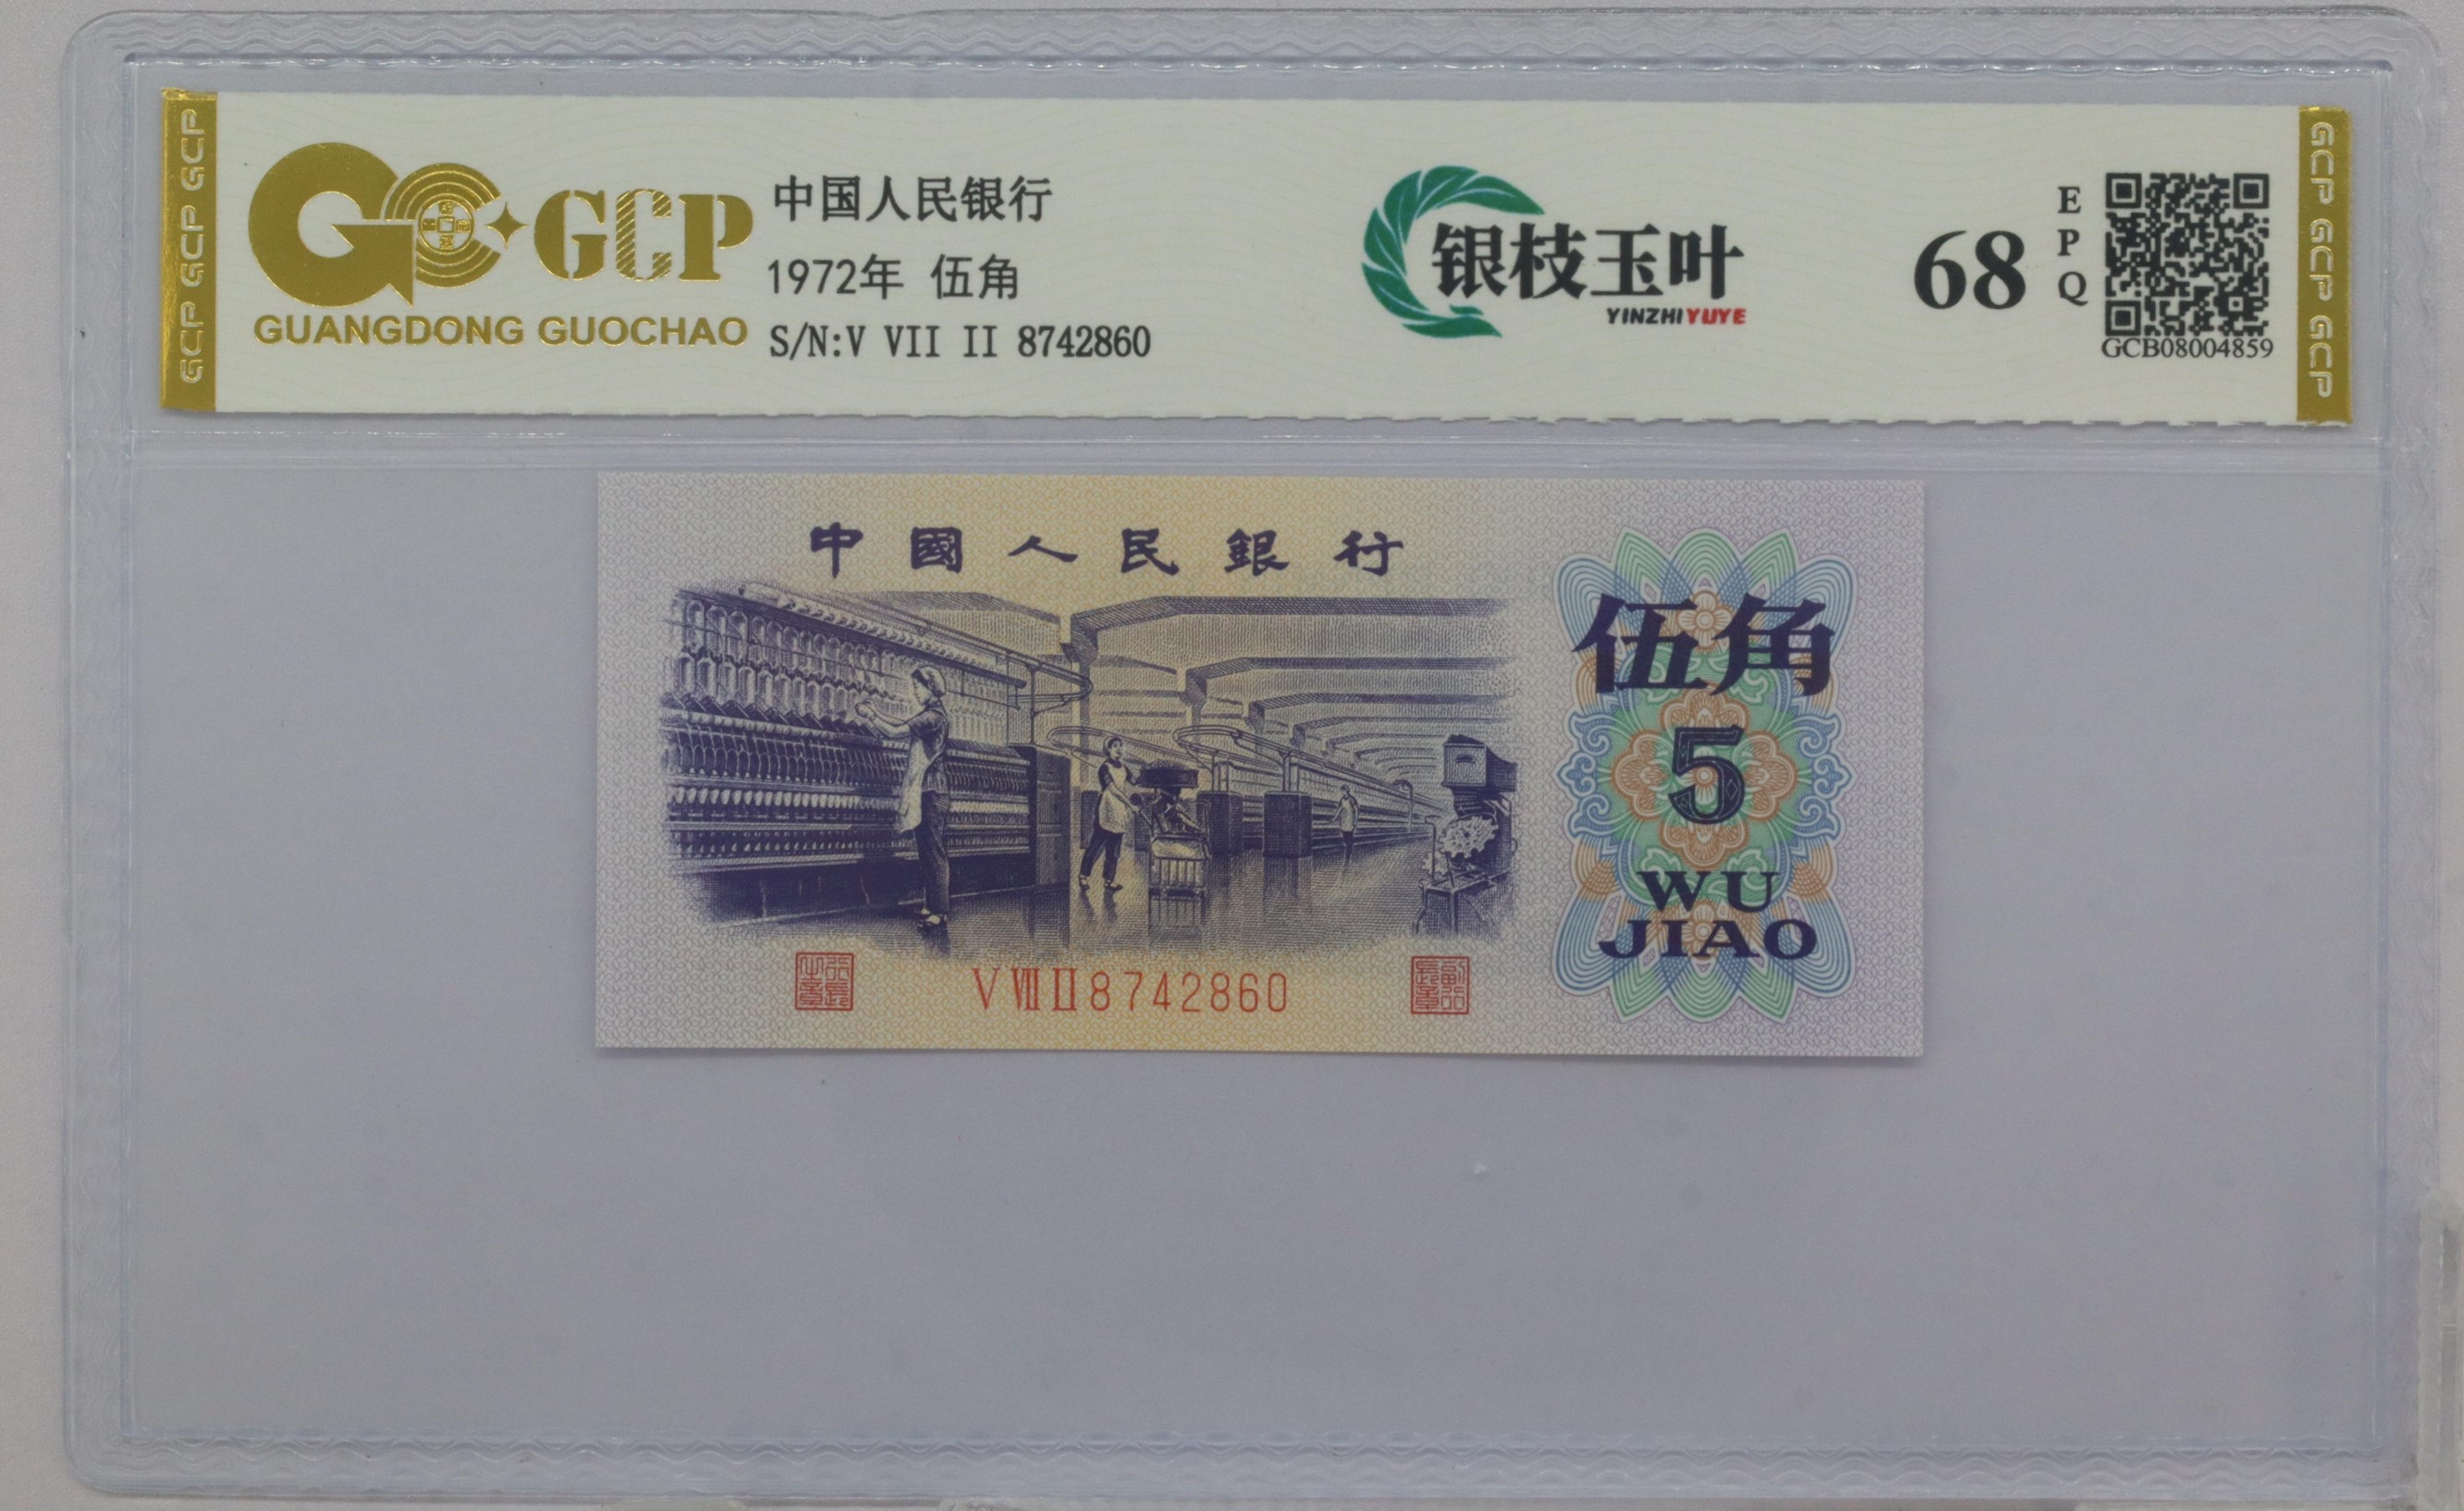 GCP GCP GCP
GCP
GUANGDONG GUOCHAO
中国人民银行
1972年 伍角
S/N:V VII II 8742860
银枝玉叶
YINZHIYUYE
68
EPQ
GCB08004859
GCP GCP GCP
中國人民銀行
伍角
5
WU
JIAO
V VII II 8742860